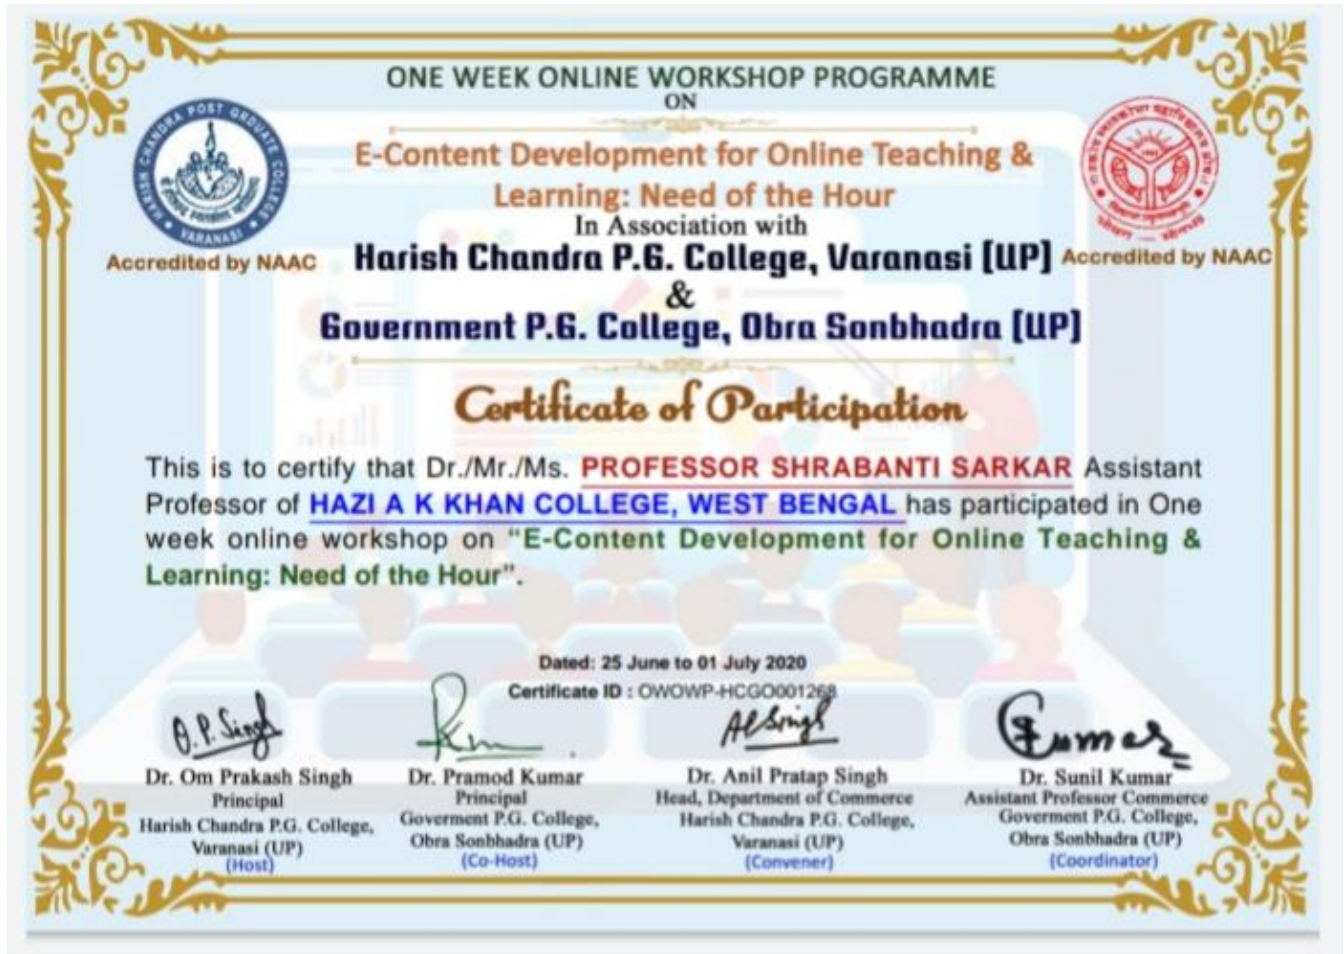 ONE WEEK ONLINE WORKSHOP PROGRAMME
ON
E-Content Development for Online Teaching &
Learning: Need of the Hour
In Association with
HARISH CHANDRA POST GRADUATE COLLEGE
VARANASI
Accredited by NAAC
Harish Chandra P.G. College, Varanasi (UP)
Accredited by NAAC
&
Government P.G. College, Obra Sonbhadra (UP)
Certificate of Participation
This is to certify that Dr./Mr./Ms. PROFESSOR SHRABANTI SARKAR Assistant
Professor of HAZI A K KHAN COLLEGE, WEST BENGAL has participated in One
week online workshop on “E-Content Development for Online Teaching &
Learning: Need of the Hour”.
Dated: 25 June to 01 July 2020
Certificate ID : OWOWP-HCGO001268
O.P. Singh
Dr. Om Prakash Singh
Principal
Harish Chandra P.G. College,
Varanasi (UP)
(Host)
Dr. Pramod Kumar
Principal
Goverment P.G. College,
Obra Sonbhadra (UP)
(Co-Host)
Dr. Anil Pratap Singh
Head, Department of Commerce
Harish Chandra P.G. College,
Varanasi (UP)
(Convener)
Dr. Sunil Kumar
Assistant Professor Commerce
Goverment P.G. College,
Obra Sonbhadra (UP)
(Coordinator)